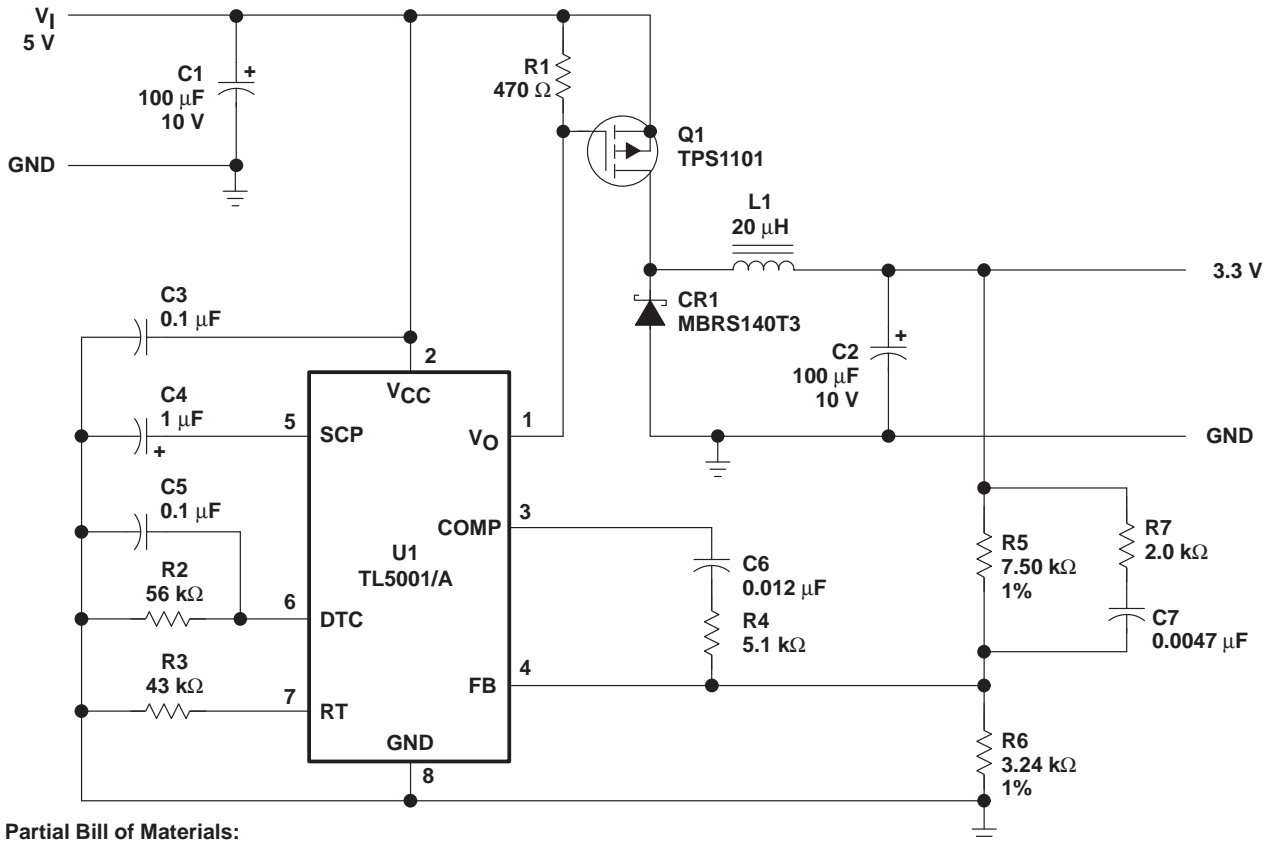 VI
5 V
C1
100 μF
10 V
+
GND
R1
470 Ω
Q1
TPS1101
L1
20 μH
3.3 V
CR1
MBRS140T3
C2
100 μF
10 V
+
GND
C3
0.1 μF
C4
1 μF
+
C5
0.1 μF
R2
56 kΩ
R3
43 kΩ
2
VCC
5
SCP
1
VO
3
COMP
U1
TL5001/A
6
DTC
4
FB
7
RT
GND
8
C6
0.012 μF
R4
5.1 kΩ
R5
7.50 kΩ
1%
R7
2.0 kΩ
C7
0.0047 μF
R6
3.24 kΩ
1%
Partial Bill of Materials: